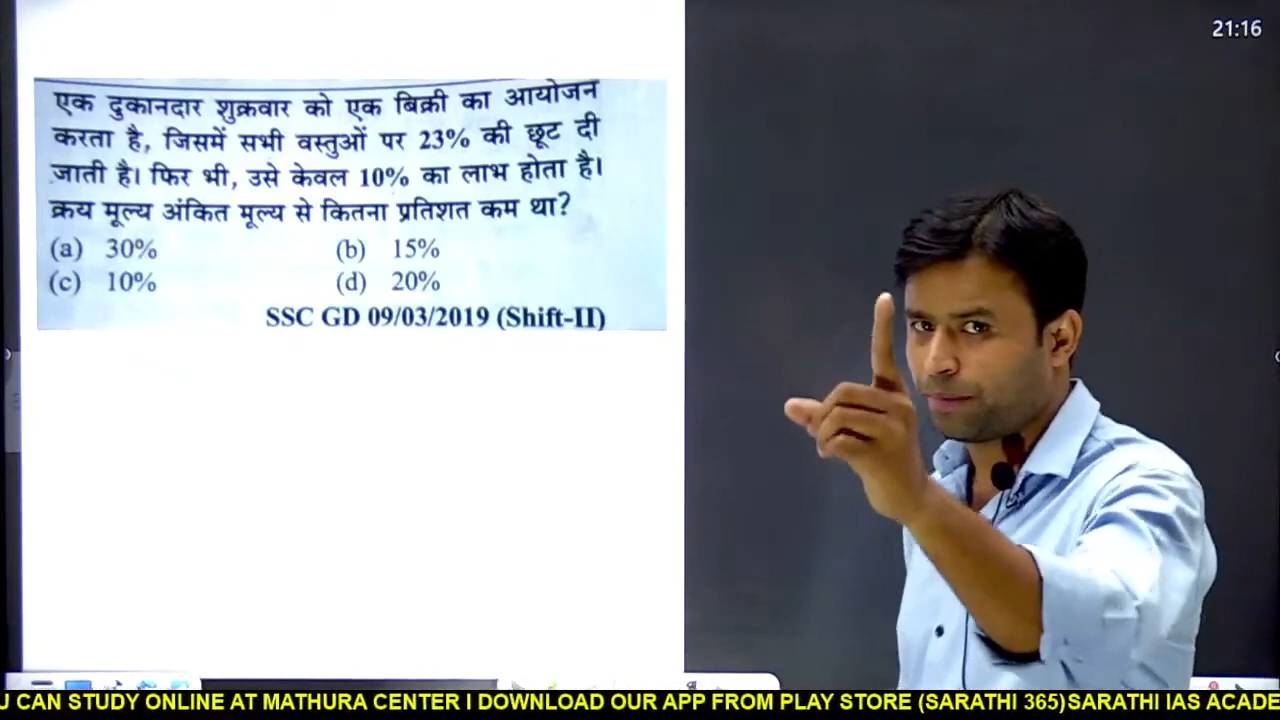 21:16
एक दुकानदार शुक्रवार को एक बिक्री का आयोजन
करता है, जिसमें सभी वस्तुओं पर 23% की छूट दी
जाती है। फिर भी, उसे केवल 10% का लाभ होता है।
क्रय मूल्य अंकित मूल्य से कितना प्रतिशत कम था?
(a) 30% (b) 15%
(c) 10% (d) 20%
SSC GD 09/03/2019 (Shift-II)
U CAN STUDY ONLINE AT MATHURA CENTER I DOWNLOAD OUR APP FROM PLAY STORE (SARATHI 365)SARATHI IAS ACADE